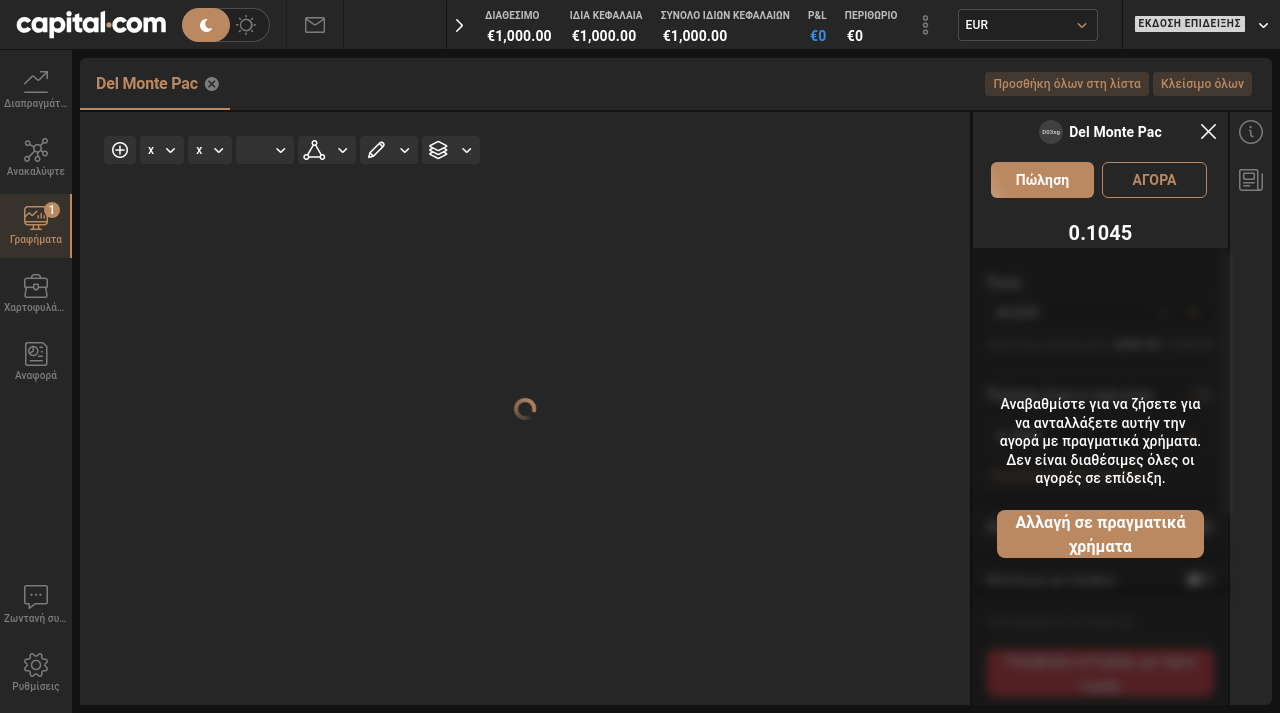 capital.com
ΔΙΑΘΕΣΙΜΟ
€1,000.00
ΙΔΙΑ ΚΕΦΑΛΑΙΑ
€1,000.00
ΣΥΝΟΛΟ ΙΔΙΩΝ ΚΕΦΑΛΑΙΩΝ
€1,000.00
P&L
€0
ΠΕΡΙΘΩΡΙΟ
€0
EUR
ΕΚΔΟΣΗ ΕΠΙΔΕΙΞΗΣ
Διαπραγμάτ...
Ανακαλύψτε
1
Γραφήματα
Χαρτοφυλά...
Αναφορά
Ζωντανή συ...
Ρυθμίσεις
Del Monte Pac
Προσθήκη όλων στη λίστα
Κλείσιμο όλων
x
x
D03sg
Del Monte Pac
Πώληση
ΑΓΟΡΑ
0.1045
Αναβαθμίστε για να ζήσετε για
να ανταλλάξετε αυτήν την
αγορά με πραγματικά χρήματα.
Δεν είναι διαθέσιμες όλες οι
αγορές σε επίδειξη.
Αλλαγή σε πραγματικά
χρήματα